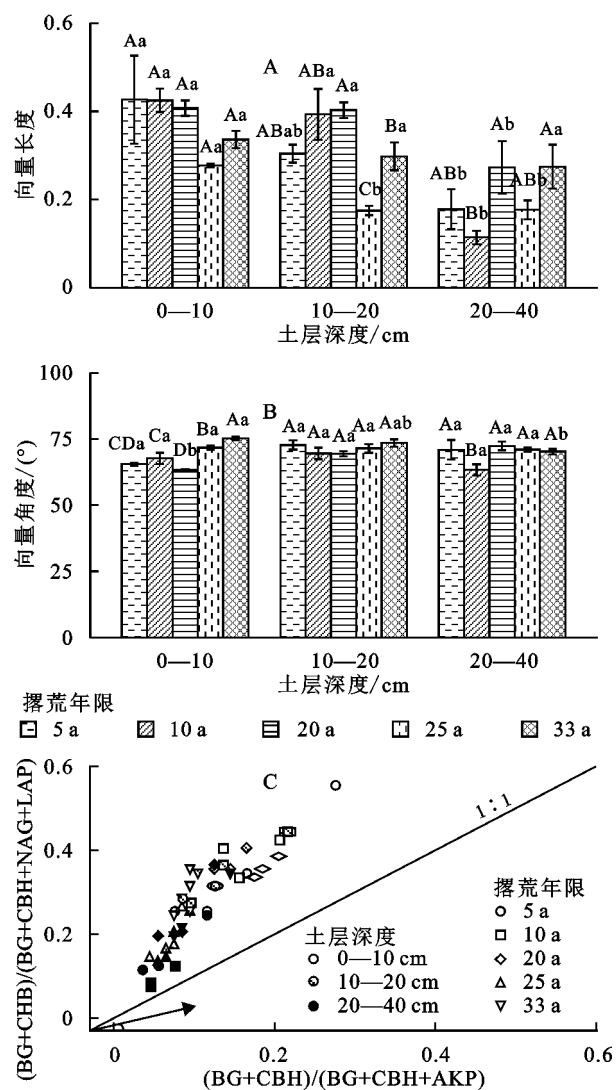 0.6
0.4
0.2
0
向量长度
A
Aa Aa Aa Aa Aa
ABab ABa Aa Cb Ba
ABb Bb Ab ABb Aa
0—10 10—20 20—40
土层深度/cm
100
75
50
25
0
向量角度/(°)
B
CDa Ca Db Ba Aa
Aa Aa Aa Aa Aab
Aa Ba Aa Aa Ab
0—10 10—20 20—40
土层深度/cm
撂荒年限
5 a 10 a 20 a 25 a 33 a
0.6
0.4
0.2
0
(BG+CHB)/(BG+CBH+NAG+LAP)
C
1∶1
土层深度
0—10 cm
10—20 cm
20—40 cm
撂荒年限
5 a
10 a
20 a
25 a
33 a
0 0.2 0.4 0.6
(BG+CBH)/(BG+CBH+AKP)